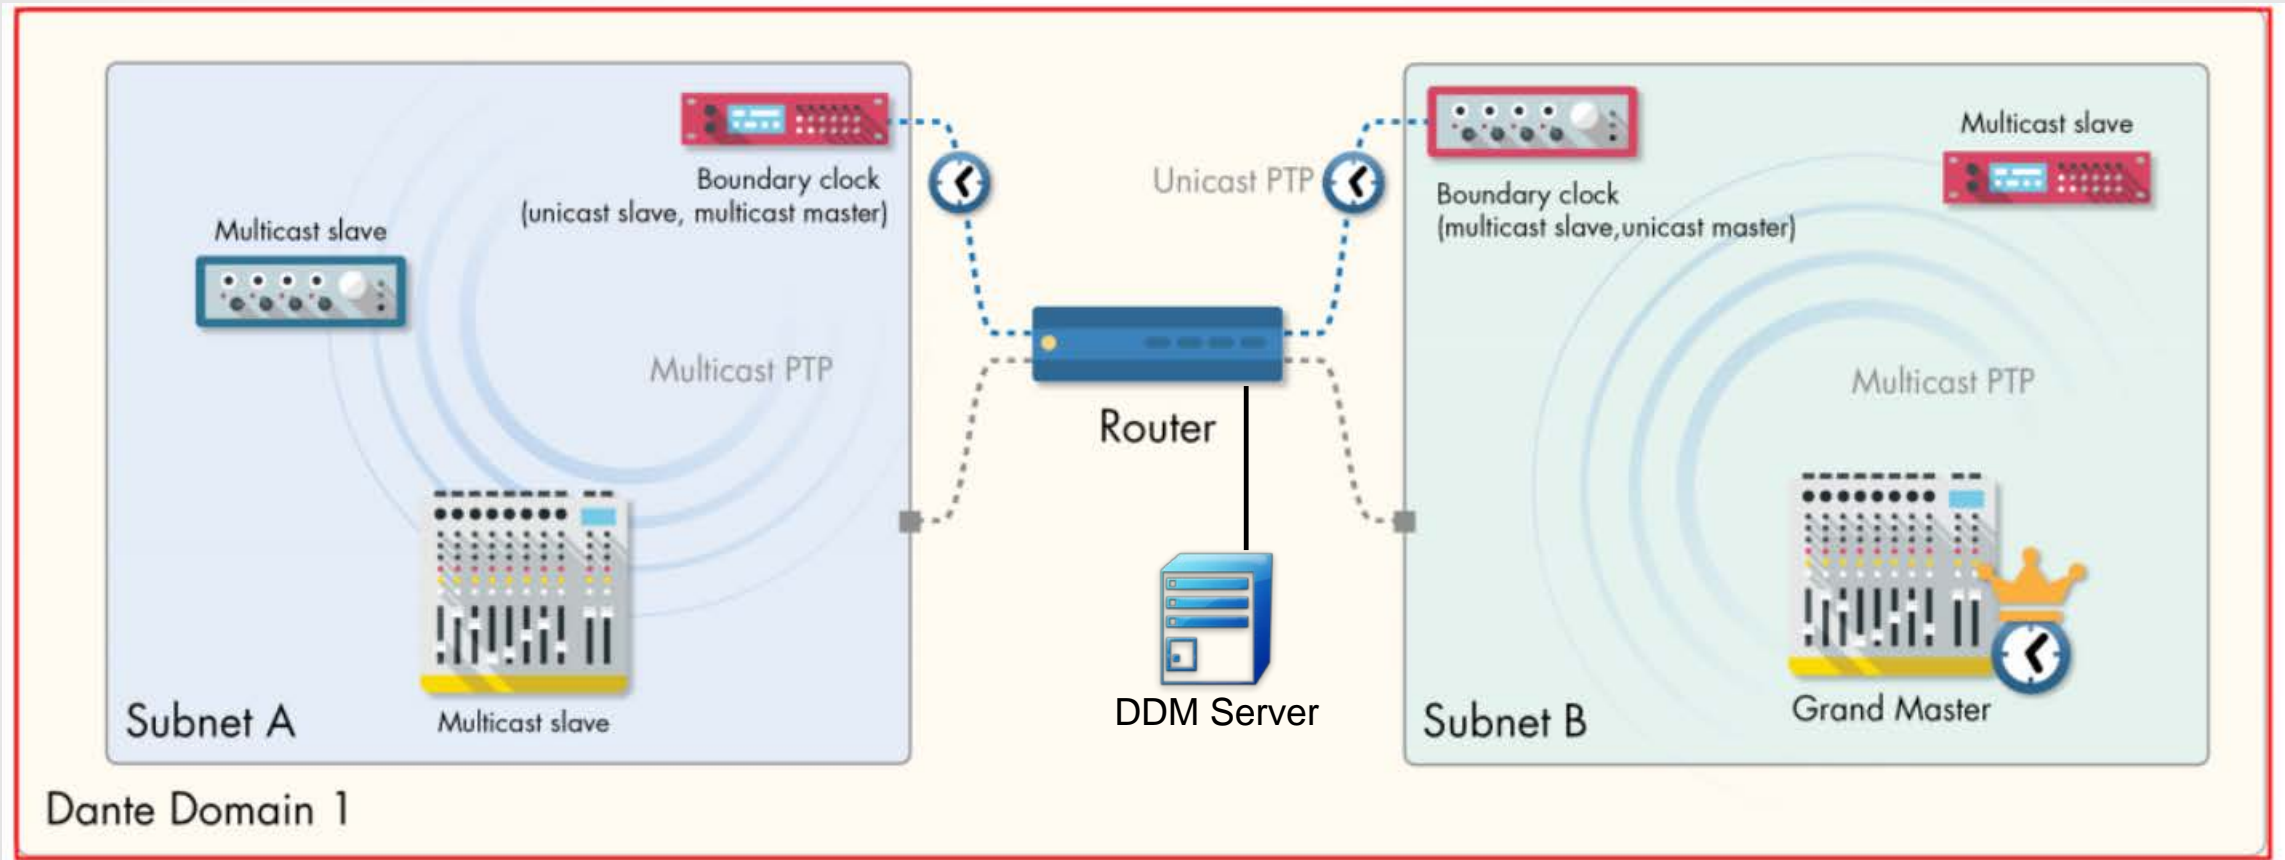 Boundary clock
(unicast slave, multicast master)
Multicast slave
Multicast PTP
Multicast slave
Subnet A
Unicast PTP
Router
DDM Server
Boundary clock
(multicast slave,unicast master)
Multicast slave
Multicast PTP
Grand Master
Subnet B
Dante Domain 1